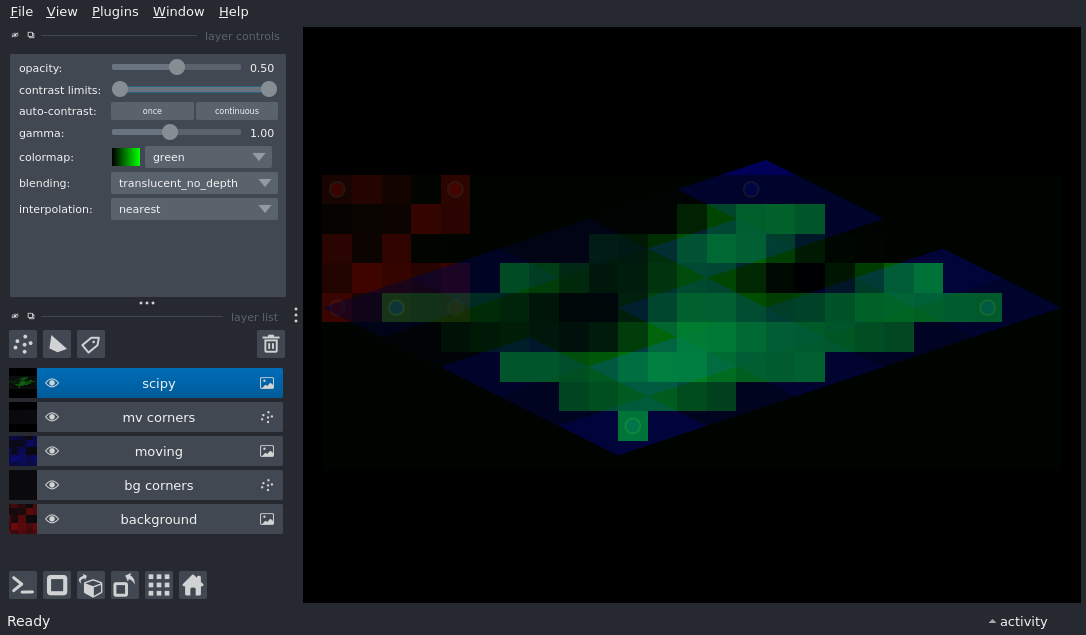 File View Plugins Window Help
layer controls
opacity: 0.50
contrast limits:
auto-contrast: once continuous
gamma: 1.00
colormap: green
blending: translucent_no_depth
interpolation: nearest
layer list
scipy
mv corners
moving
bg corners
background
Ready activity